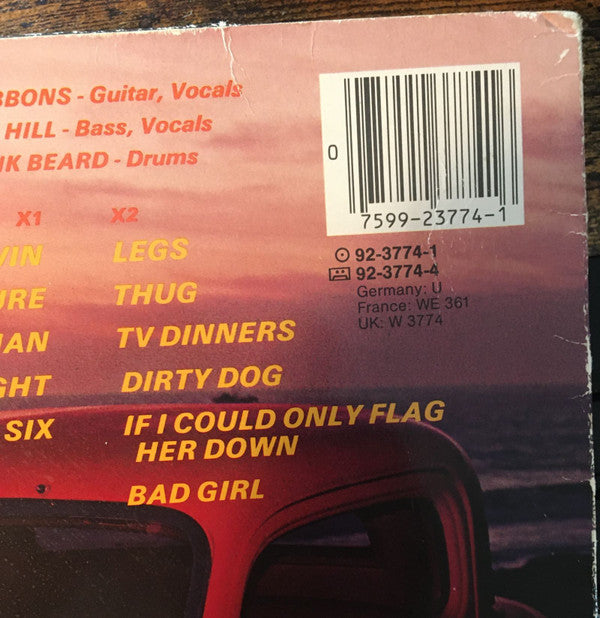 BBONS - Guitar, Vocals
HILL - Bass, Vocals
NK BEARD - Drums
0
7599-23774-1
92-3774-1
92-3774-4
Germany: U
France: WE 361
UK: W 3774
X1 X2
VIN LEGS
URE THUG
IAN TV DINNERS
GHT DIRTY DOG
SIX IF I COULD ONLY FLAG
HER DOWN
BAD GIRL